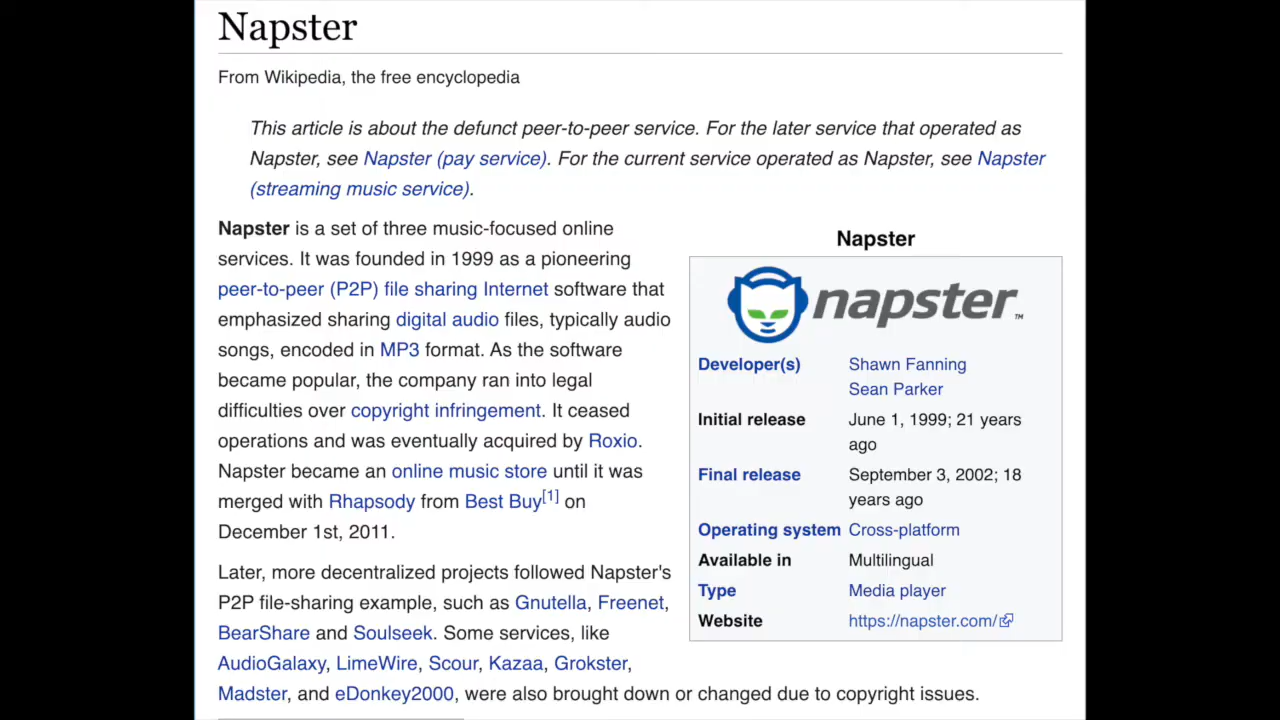 Napster
From Wikipedia, the free encyclopedia
This article is about the defunct peer-to-peer service. For the later service that operated as
Napster, see Napster (pay service). For the current service operated as Napster, see Napster
(streaming music service).
Napster is a set of three music-focused online
services. It was founded in 1999 as a pioneering
peer-to-peer (P2P) file sharing Internet software that
emphasized sharing digital audio files, typically audio
songs, encoded in MP3 format. As the software
became popular, the company ran into legal
difficulties over copyright infringement. It ceased
operations and was eventually acquired by Roxio.
Napster became an online music store until it was
merged with Rhapsody from Best Buy[1] on
December 1st, 2011.
Later, more decentralized projects followed Napster's
P2P file-sharing example, such as Gnutella, Freenet,
BearShare and Soulseek. Some services, like
AudioGalaxy, LimeWire, Scour, Kazaa, Grokster,
Madster, and eDonkey2000, were also brought down or changed due to copyright issues.
Napster
napster™
Developer(s) Shawn Fanning
Sean Parker
Initial release June 1, 1999; 21 years
ago
Final release September 3, 2002; 18
years ago
Operating system Cross-platform
Available in Multilingual
Type Media player
Website https://napster.com/